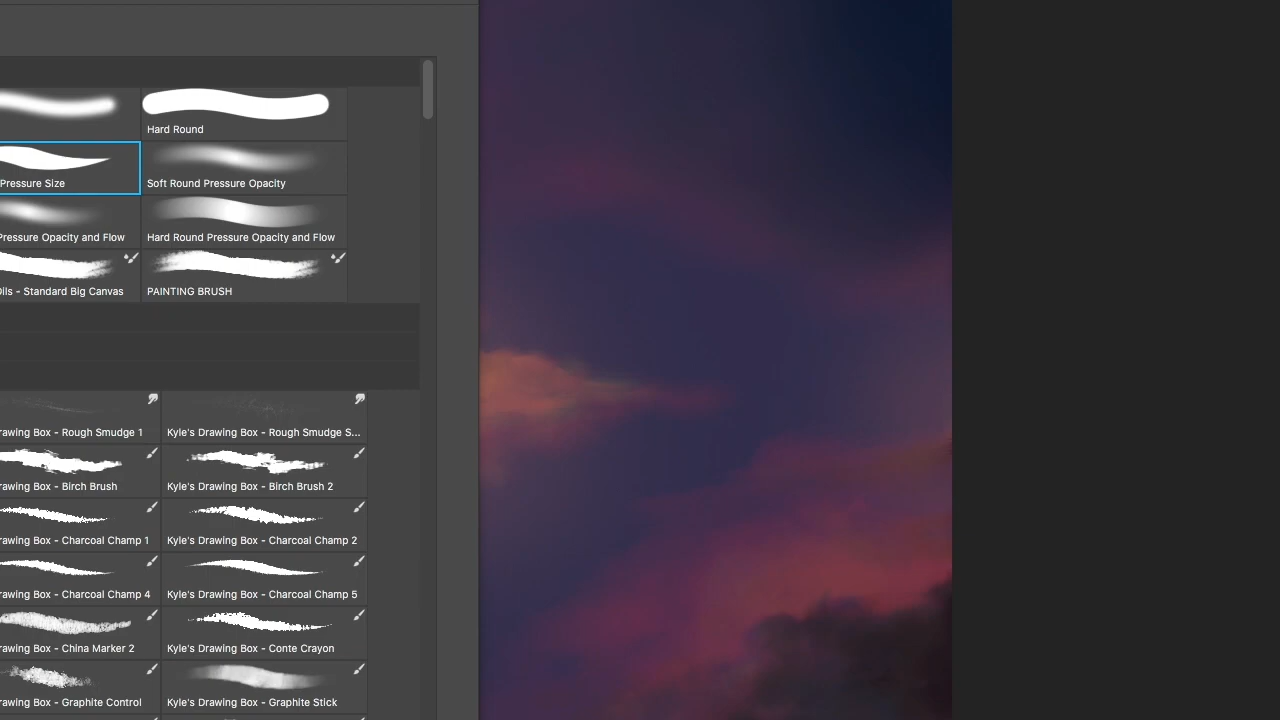 Hard Round
Pressure Size
Soft Round Pressure Opacity
Pressure Opacity and Flow
Hard Round Pressure Opacity and Flow
Oils - Standard Big Canvas
PAINTING BRUSH
rawing Box - Rough Smudge 1
Kyle's Drawing Box - Rough Smudge S...
rawing Box - Birch Brush
Kyle's Drawing Box - Birch Brush 2
rawing Box - Charcoal Champ 1
Kyle's Drawing Box - Charcoal Champ 2
rawing Box - Charcoal Champ 4
Kyle's Drawing Box - Charcoal Champ 5
rawing Box - China Marker 2
Kyle's Drawing Box - Conte Crayon
rawing Box - Graphite Control
Kyle's Drawing Box - Graphite Stick